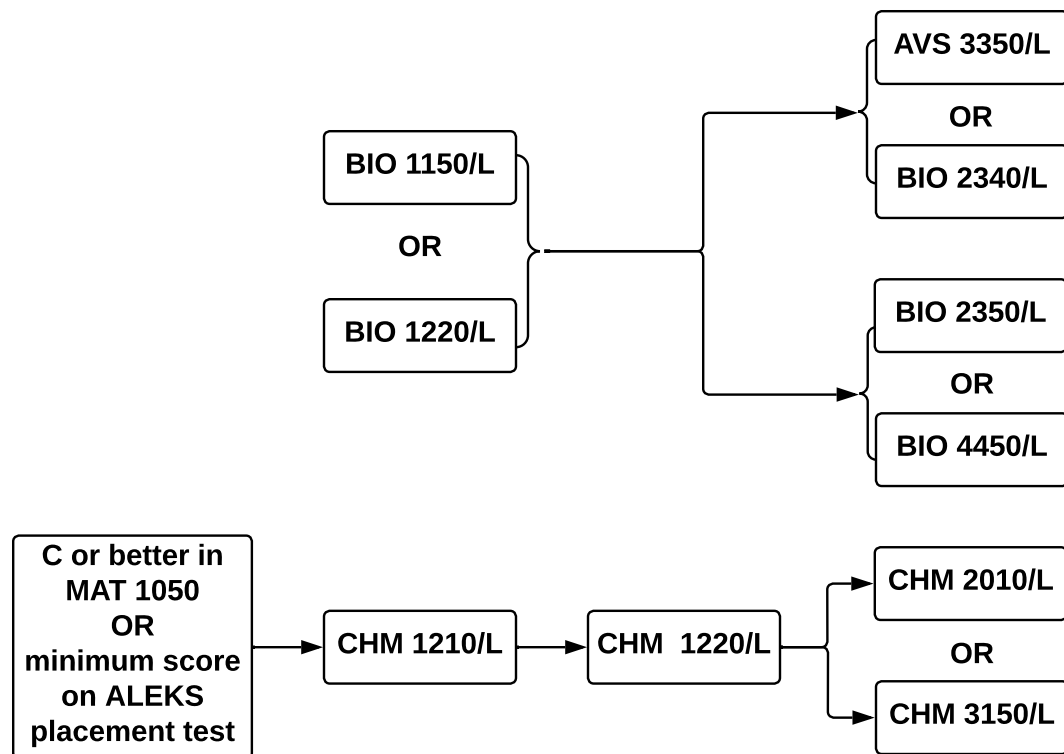 AVS 3350/L
OR
BIO 2340/L
BIO 1150/L
OR
BIO 1220/L
BIO 2350/L
OR
BIO 4450/L
C or better in
MAT 1050
OR
minimum score
on ALEKS
placement test
CHM 1210/L
CHM 1220/L
CHM 2010/L
OR
CHM 3150/L